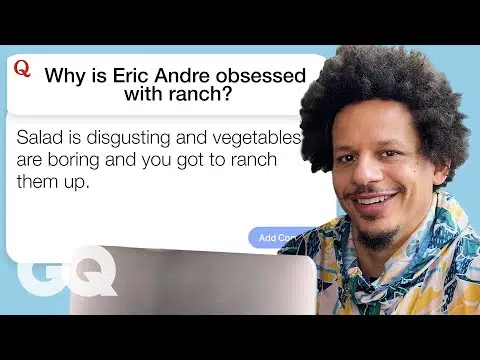 Q
Why is Eric Andre obsessed
with ranch?
Salad is disgusting and vegetables
are boring and you got to ranch
them up.
Add
GQ